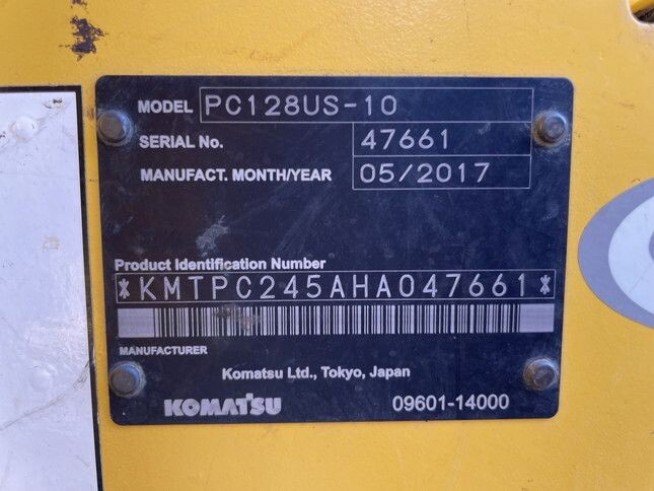 MODEL PC128US-10
SERIAL No. 47661
MANUFACT. MONTH/YEAR 05/2017
Product Identification Number
*KMTPC245AHA047661*
MANUFACTURER
Komatsu Ltd., Tokyo, Japan
KOMATSU 09601-14000